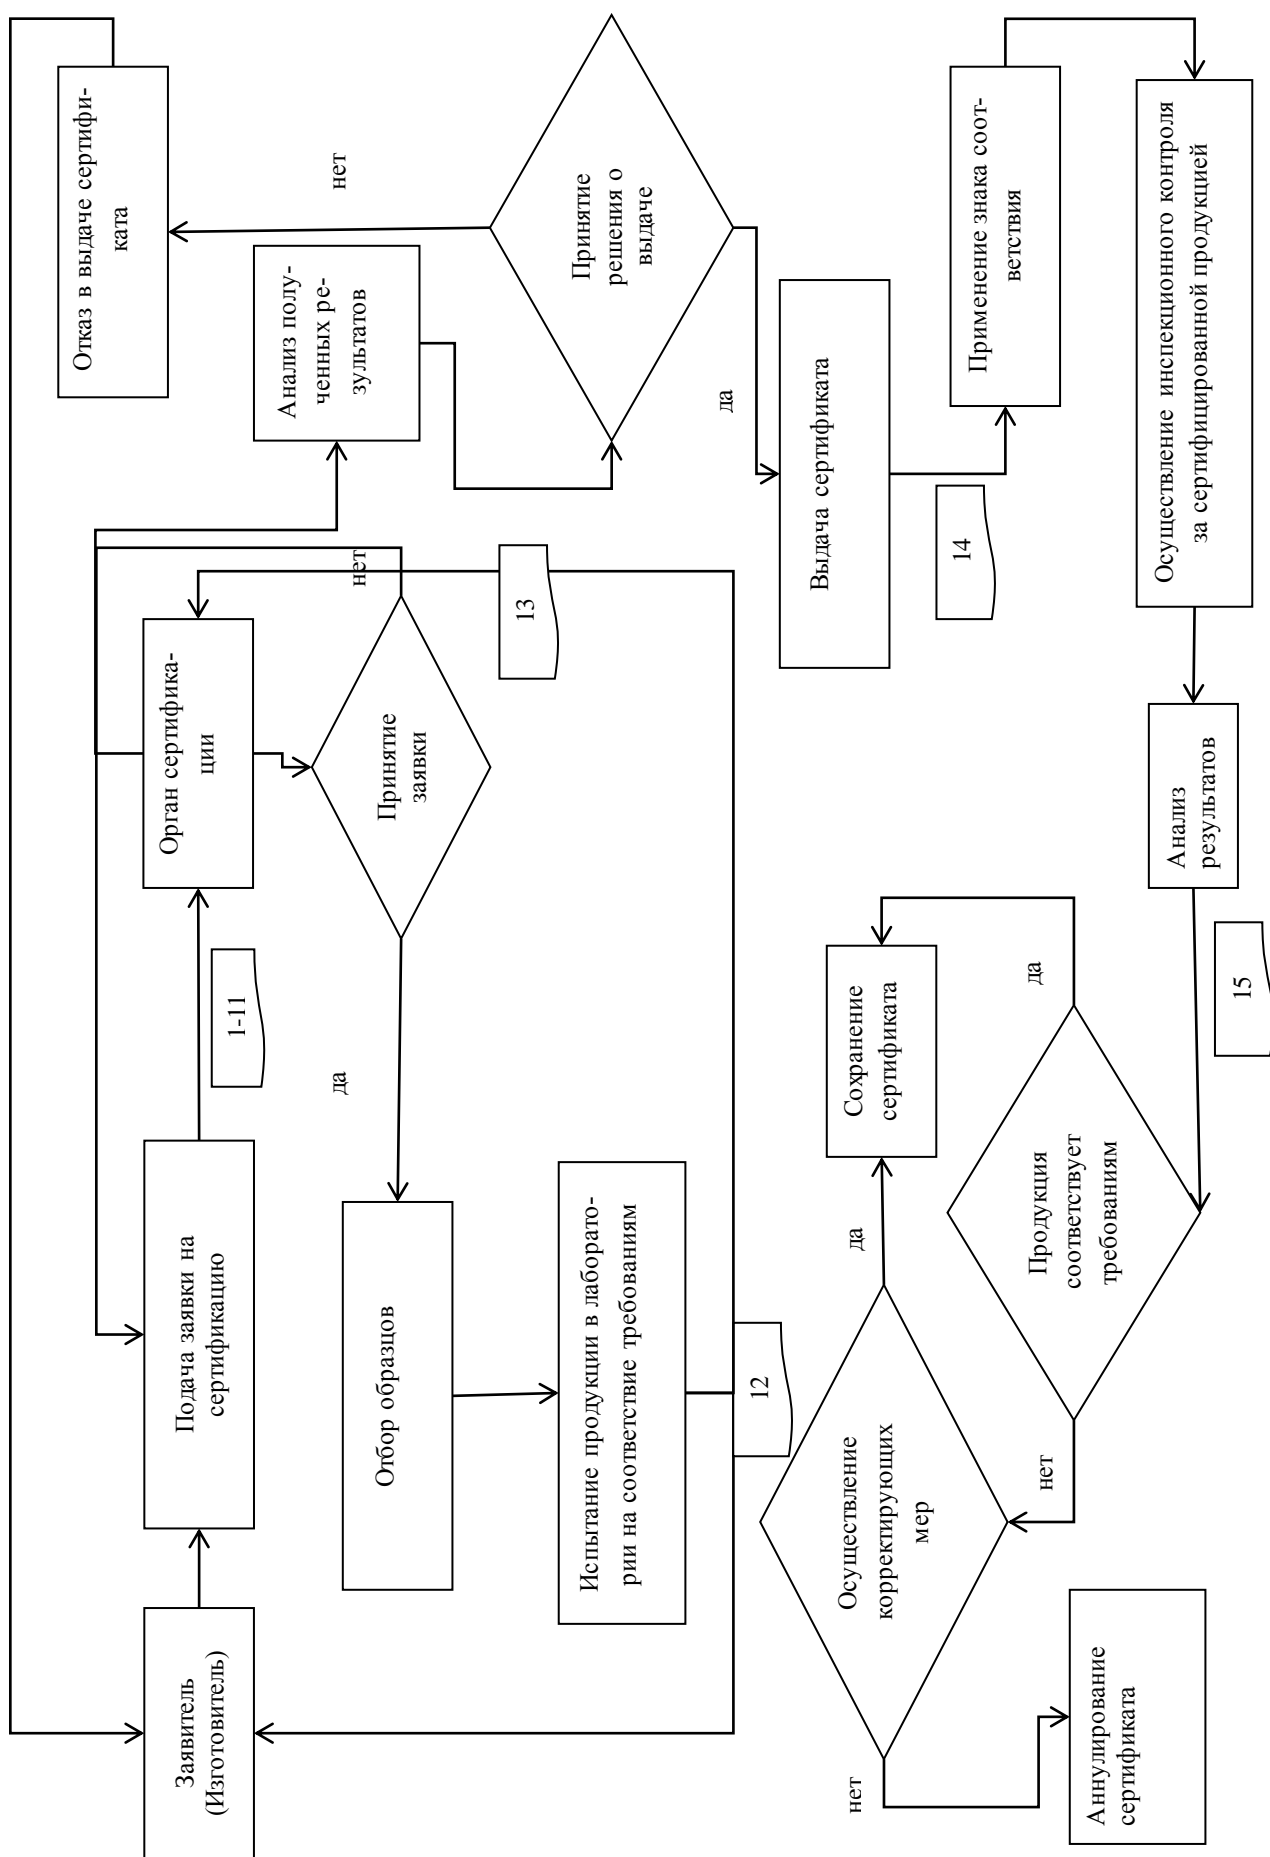 Заявитель
(Изготовитель)
Подача заявки на
сертификацию
1-11
Орган сертифика-
ции
Отказ в выдаче сертифи-
ката
да
Принятие
заявки
нет
Анализ полу-
ченных ре-
зультатов
нет
Отбор образцов
13
Принятие
решения о
выдаче
Испытание продукции в лаборато-
рии на соответствие требованиям
12
да
Выдача сертификата
нет
Осуществление
корректирующих
мер
да
Сохранение
сертификата
14
Применение знака соот-
ветствия
нет
Продукция
соответствует
требованиям
да
Аннулирование
сертификата
Анализ
результатов
Осуществление инспекционного контроля
за сертифицированной продукцией
15